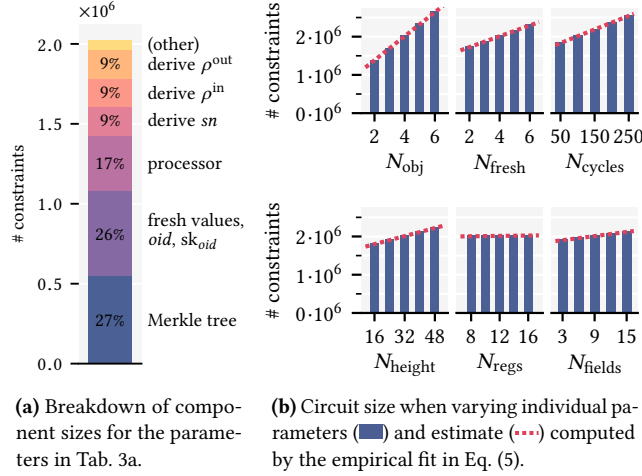 ×10⁶
# constraints
2.0
1.5
1.0
0.5
0.0
(other)
9% derive ρᵒᵘᵗ
9% derive ρⁱⁿ
9% derive sn
17% processor
26% fresh values,
oid, sk_oid
27% Merkle tree
(a) Breakdown of compo-
nent sizes for the parame-
ters in Tab. 3a.
# constraints
2·10⁶
1·10⁶
0·10⁶
2 4 6
N_obj
2 4 6
N_fresh
50 150 250
N_cycles
# constraints
2·10⁶
1·10⁶
0·10⁶
16 32 48
N_height
8 12 16
N_regs
3 9 15
N_fields
(b) Circuit size when varying individual pa-
rameters ( ) and estimate ( ) computed
by the empirical fit in Eq. (5).